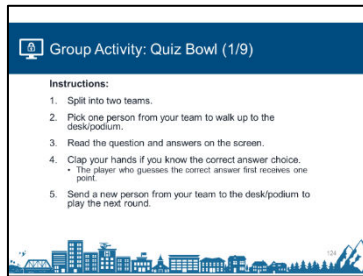 Group Activity: Quiz Bowl (1/9)
Instructions:
1. Split into two teams.
2. Pick one person from your team to walk up to the
desk/podium.
3. Read the question and answers on the screen.
4. Clap your hands if you know the correct answer choice.
• The player who guesses the correct answer first receives one
point.
5. Send a new person from your team to the desk/podium to
play the next round.
124